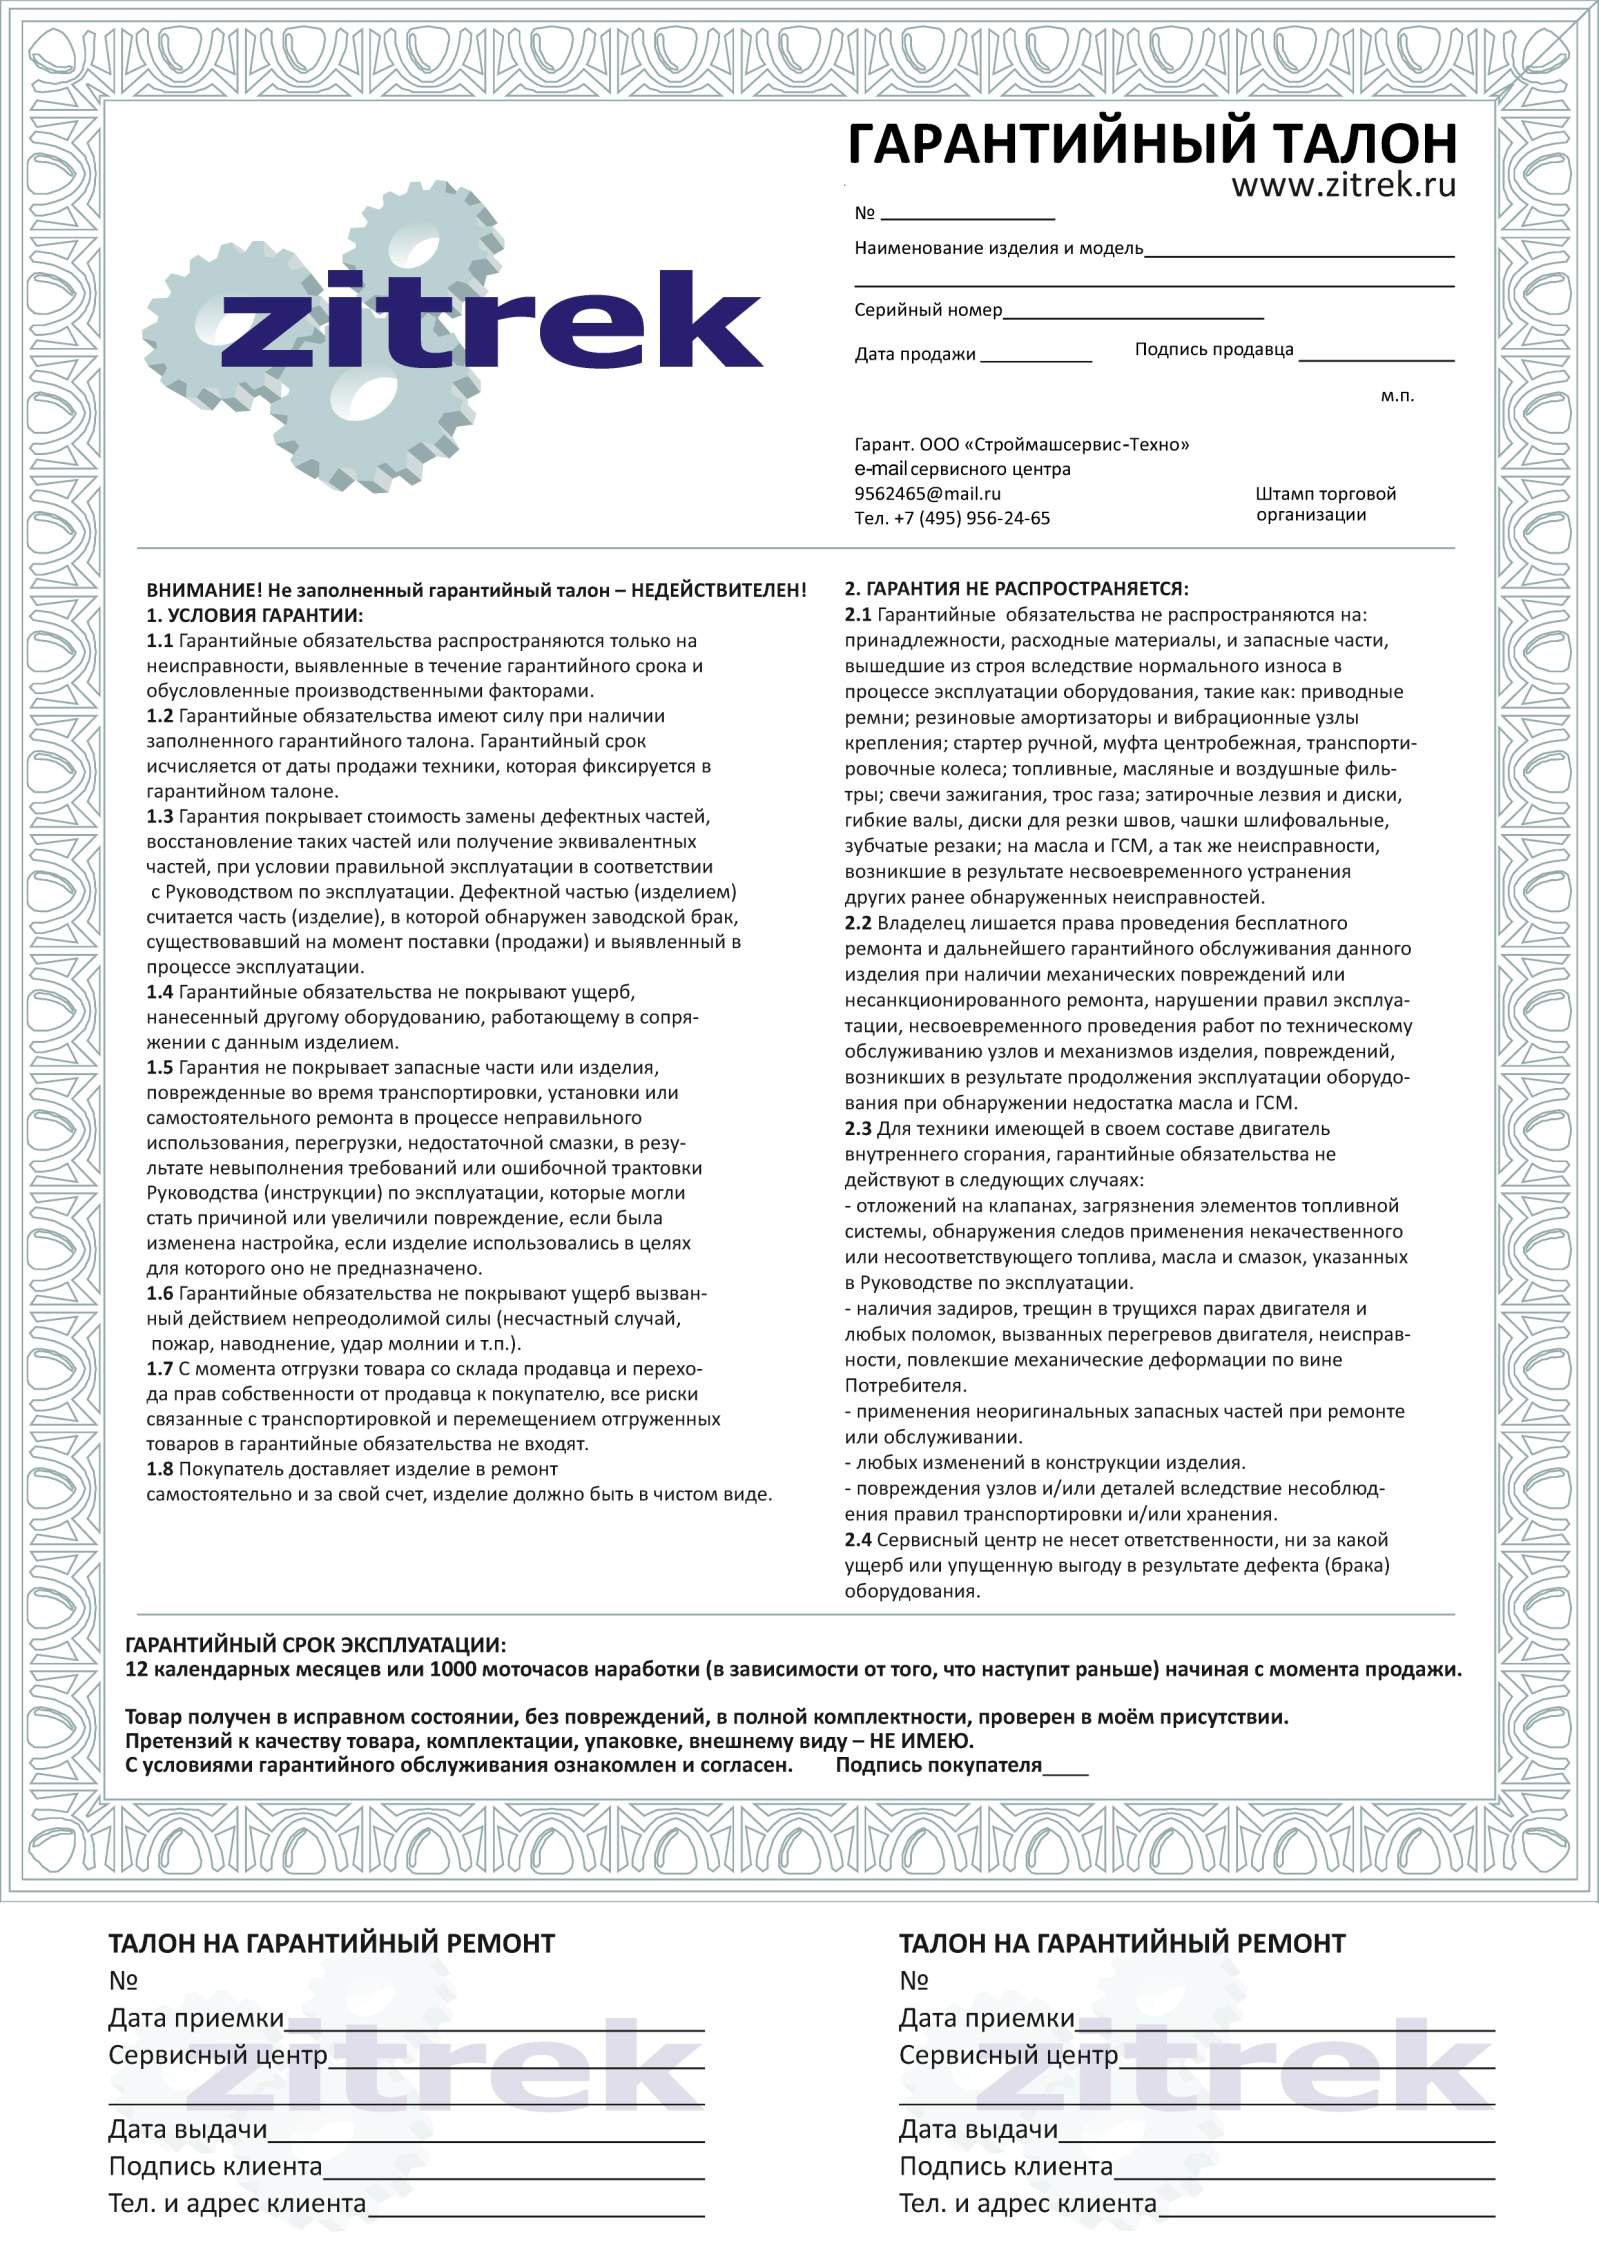 ГАРАНТИЙНЫЙ ТАЛОН
www.zitrek.ru
zitrek
№ ____________
Наименование изделия и модель____________
Серийный номер____________
Дата продажи ____________ Подпись продавца ____________
м.п.
Гарант. ООО «Строймашсервис-Техно»
e-mail сервисного центра
9562465@mail.ru
Тел. +7 (495) 956-24-65
Штамп торговой
организации
ВНИМАНИЕ! Не заполненный гарантийный талон – НЕДЕЙСТВИТЕЛЕН!
1. УСЛОВИЯ ГАРАНТИИ:
1.1 Гарантийные обязательства распространяются только на
неисправности, выявленные в течение гарантийного срока и
обусловленные производственными факторами.
1.2 Гарантийные обязательства имеют силу при наличии
заполненного гарантийного талона. Гарантийный срок
исчисляется от даты продажи техники, которая фиксируется в
гарантийном талоне.
1.3 Гарантия покрывает стоимость замены дефектных частей,
восстановление таких частей или получение эквивалентных
частей, при условии правильной эксплуатации в соответствии
с Руководством по эксплуатации. Дефектной частью (изделием)
считается часть (изделие), в которой обнаружен заводской брак,
существовавший на момент поставки (продажи) и выявленный в
процессе эксплуатации.
1.4 Гарантийные обязательства не покрывают ущерб,
нанесенный другому оборудованию, работающему в сопря-
жении с данным изделием.
1.5 Гарантия не покрывает запасные части или изделия,
поврежденные во время транспортировки, установки или
самостоятельного ремонта в процессе неправильного
использования, перегрузки, недостаточной смазки, в резу-
льтате невыполнения требований или ошибочной трактовки
Руководства (инструкции) по эксплуатации, которые могли
стать причиной или увеличили повреждение, если была
изменена настройка, если изделие использовались в целях
для которого оно не предназначено.
1.6 Гарантийные обязательства не покрывают ущерб вызван-
ный действием непреодолимой силы (несчастный случай,
пожар, наводнение, удар молнии и т.п.).
1.7 С момента отгрузки товара со склада продавца и перехо-
да прав собственности от продавца к покупателю, все риски
связанные с транспортировкой и перемещением отгруженных
товаров в гарантийные обязательства не входят.
1.8 Покупатель доставляет изделие в ремонт
самостоятельно и за свой счет, изделие должно быть в чистом виде.
2. ГАРАНТИЯ НЕ РАСПРОСТРАНЯЕТСЯ:
2.1 Гарантийные обязательства не распространяются на:
принадлежности, расходные материалы, и запасные части,
вышедшие из строя вследствие нормального износа в
процессе эксплуатации оборудования, такие как: приводные
ремни; резиновые амортизаторы и вибрационные узлы
крепления; стартер ручной, муфта центробежная, транспорти-
ровочные колеса; топливные, масляные и воздушные филь-
тры; свечи зажигания, трос газа; затирочные лезвия и диски,
гибкие валы, диски для резки швов, чашки шлифовальные,
зубчатые резаки; на масла и ГСМ, а так же неисправности,
возникшие в результате несвоевременного устранения
других ранее обнаруженных неисправностей.
2.2 Владелец лишается права проведения бесплатного
ремонта и дальнейшего гарантийного обслуживания данного
изделия при наличии механических повреждений или
несанкционированного ремонта, нарушении правил эксплуа-
тации, несвоевременного проведения работ по техническому
обслуживанию узлов и механизмов изделия, повреждений,
возникших в результате продолжения эксплуатации оборудо-
вания при обнаружении недостатка масла и ГСМ.
2.3 Для техники имеющей в своем составе двигатель
внутреннего сгорания, гарантийные обязательства не
действуют в следующих случаях:
- отложений на клапанах, загрязнения элементов топливной
системы, обнаружения следов применения некачественного
или несоответствующего топлива, масла и смазок, указанных
в Руководстве по эксплуатации.
- наличия задиров, трещин в трущихся парах двигателя и
любых поломок, вызванных перегревов двигателя, неисправ-
ности, повлекшие механические деформации по вине
Потребителя.
- применения неоригинальных запасных частей при ремонте
или обслуживании.
- любых изменений в конструкции изделия.
- повреждения узлов и/или деталей вследствие несоблюд-
ения правил транспортировки и/или хранения.
2.4 Сервисный центр не несет ответственности, ни за какой
ущерб или упущенную выгоду в результате дефекта (брака)
оборудования.
ГАРАНТИЙНЫЙ СРОК ЭКСПЛУАТАЦИИ:
12 календарных месяцев или 1000 моточасов наработки (в зависимости от того, что наступит раньше) начиная с момента продажи.
Товар получен в исправном состоянии, без повреждений, в полной комплектности, проверен в моём присутствии.
Претензий к качеству товара, комплектации, упаковке, внешнему виду – НЕ ИМЕЮ.
С условиями гарантийного обслуживания ознакомлен и согласен. Подпись покупателя____
ТАЛОН НА ГАРАНТИЙНЫЙ РЕМОНТ
№
Дата приемки____________
Сервисный центр____________
zitrek
Дата выдачи____________
Подпись клиента____________
Тел. и адрес клиента____________
ТАЛОН НА ГАРАНТИЙНЫЙ РЕМОНТ
№
Дата приемки____________
Сервисный центр____________
zitrek
Дата выдачи____________
Подпись клиента____________
Тел. и адрес клиента____________